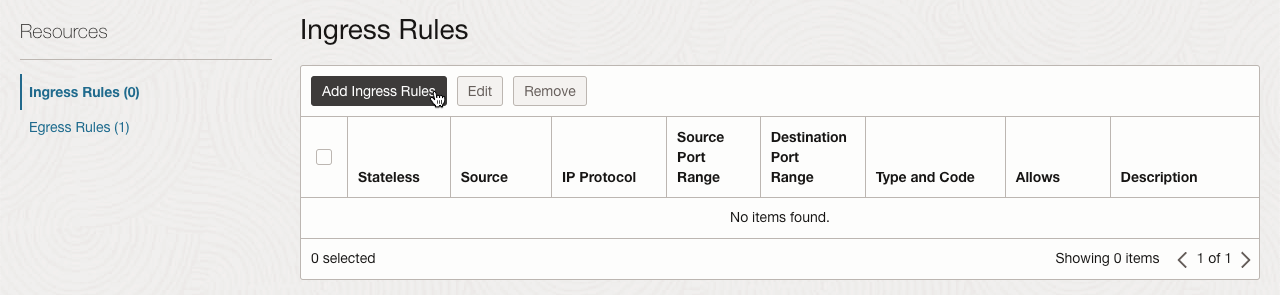 Resources
Ingress Rules (0)
Egress Rules (1)
Ingress Rules
Add Ingress Rules Edit Remove
Stateless Source IP Protocol Source Port Range Destination Port Range Type and Code Allows Description
No items found.
0 selected Showing 0 items 1 of 1